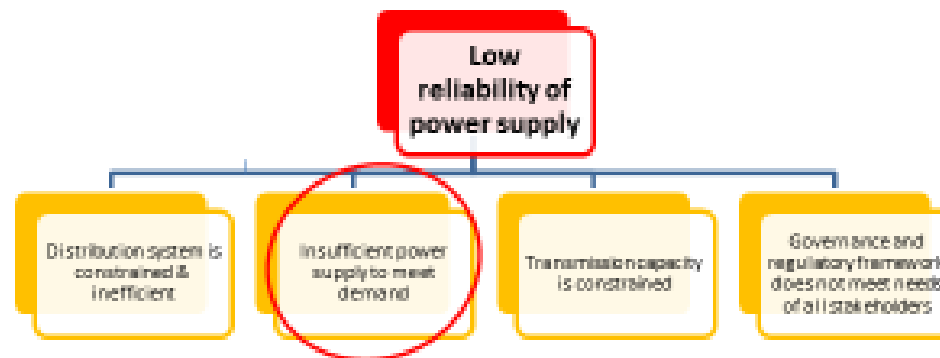 Low
reliability of
power supply
Distribution system is
constrained &
inefficient
Insufficient power
supply to meet
demand
Transmission capacity
is constrained
Governance and
regulatory framework
does not meet needs
of all stakeholders